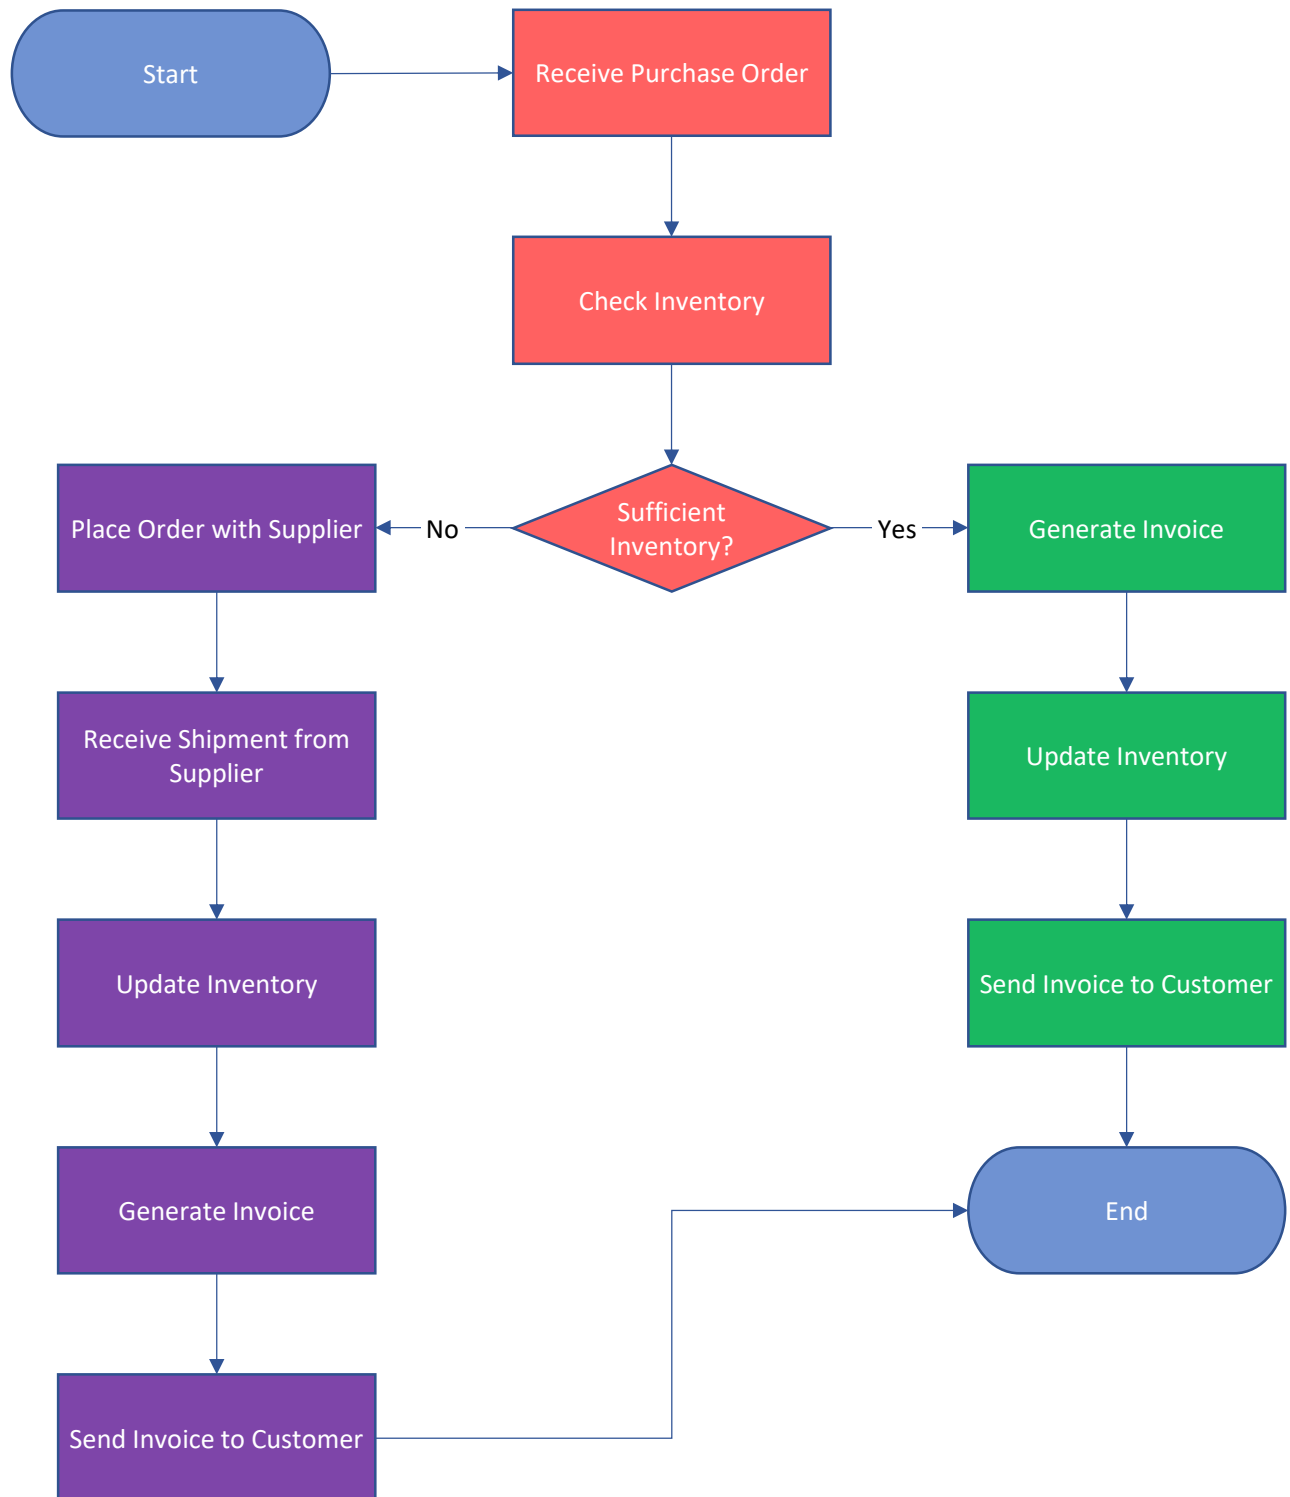 Start
Receive Purchase Order
Check Inventory
Sufficient
Inventory?
No
Yes
Place Order with Supplier
Generate Invoice
Receive Shipment from
Supplier
Update Inventory
Update Inventory
Send Invoice to Customer
Generate Invoice
End
Send Invoice to Customer